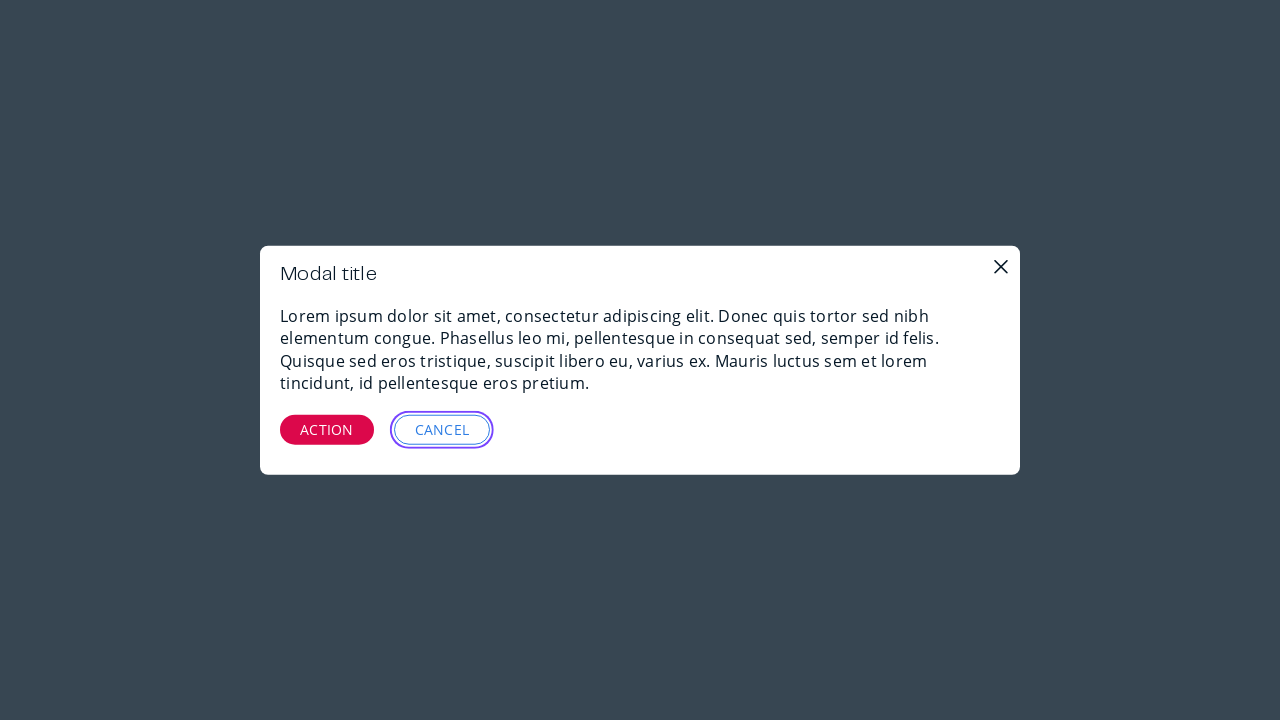 Modal title
Lorem ipsum dolor sit amet, consectetur adipiscing elit. Donec quis tortor sed nibh
elementum congue. Phasellus leo mi, pellentesque in consequat sed, semper id felis.
Quisque sed eros tristique, suscipit libero eu, varius ex. Mauris luctus sem et lorem
tincidunt, id pellentesque eros pretium.
ACTION CANCEL